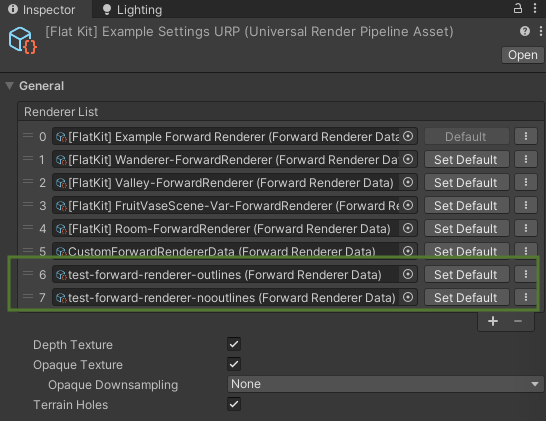 Inspector
Lighting
[Flat Kit] Example Settings URP (Universal Render Pipeline Asset)
Open
General
Renderer List
0 [FlatKit] Example Forward Renderer (Forward Renderer Data Default
1 [FlatKit] Wanderer-ForwardRenderer (Forward Renderer Data) Set Default
2 [FlatKit] Valley-ForwardRenderer (Forward Renderer Data) Set Default
3 [FlatKit] FruitVaseScene-Var-ForwardRenderer (Forward Re Set Default
4 [FlatKit] Room-ForwardRenderer (Forward Renderer Data) Set Default
5 CustomForwardRendererData (Forward Renderer Data) Set Default
6 test-forward-renderer-outlines (Forward Renderer Data) Set Default
7 test-forward-renderer-nooutlines (Forward Renderer Data) Set Default
+ −
Depth Texture
Opaque Texture
Opaque Downsampling None
Terrain Holes